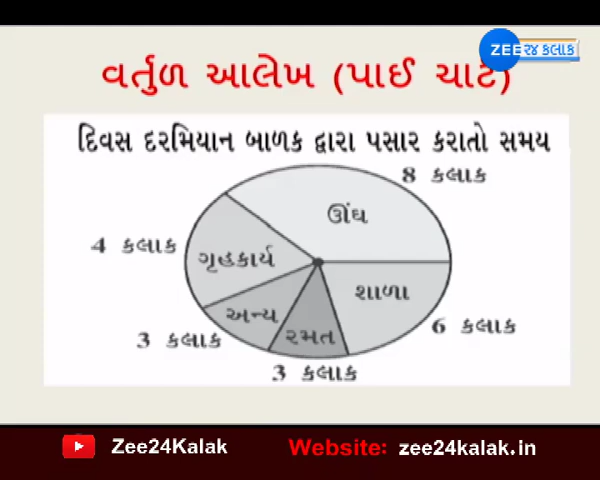 ZEE ૨૪ કલાક
વર્તુળ આલેખ (પાઈ ચાર્ટ)
દિવસ દરમિયાન બાળક દ્વારા પસાર કરાતો સમય
8 કલાક
ઊંઘ
4 કલાક
ગૃહકાર્ય
શાળા
અન્ય
6 કલાક
રમત
3 કલાક
3 કલાક
Zee24Kalak Website: zee24kalak.in